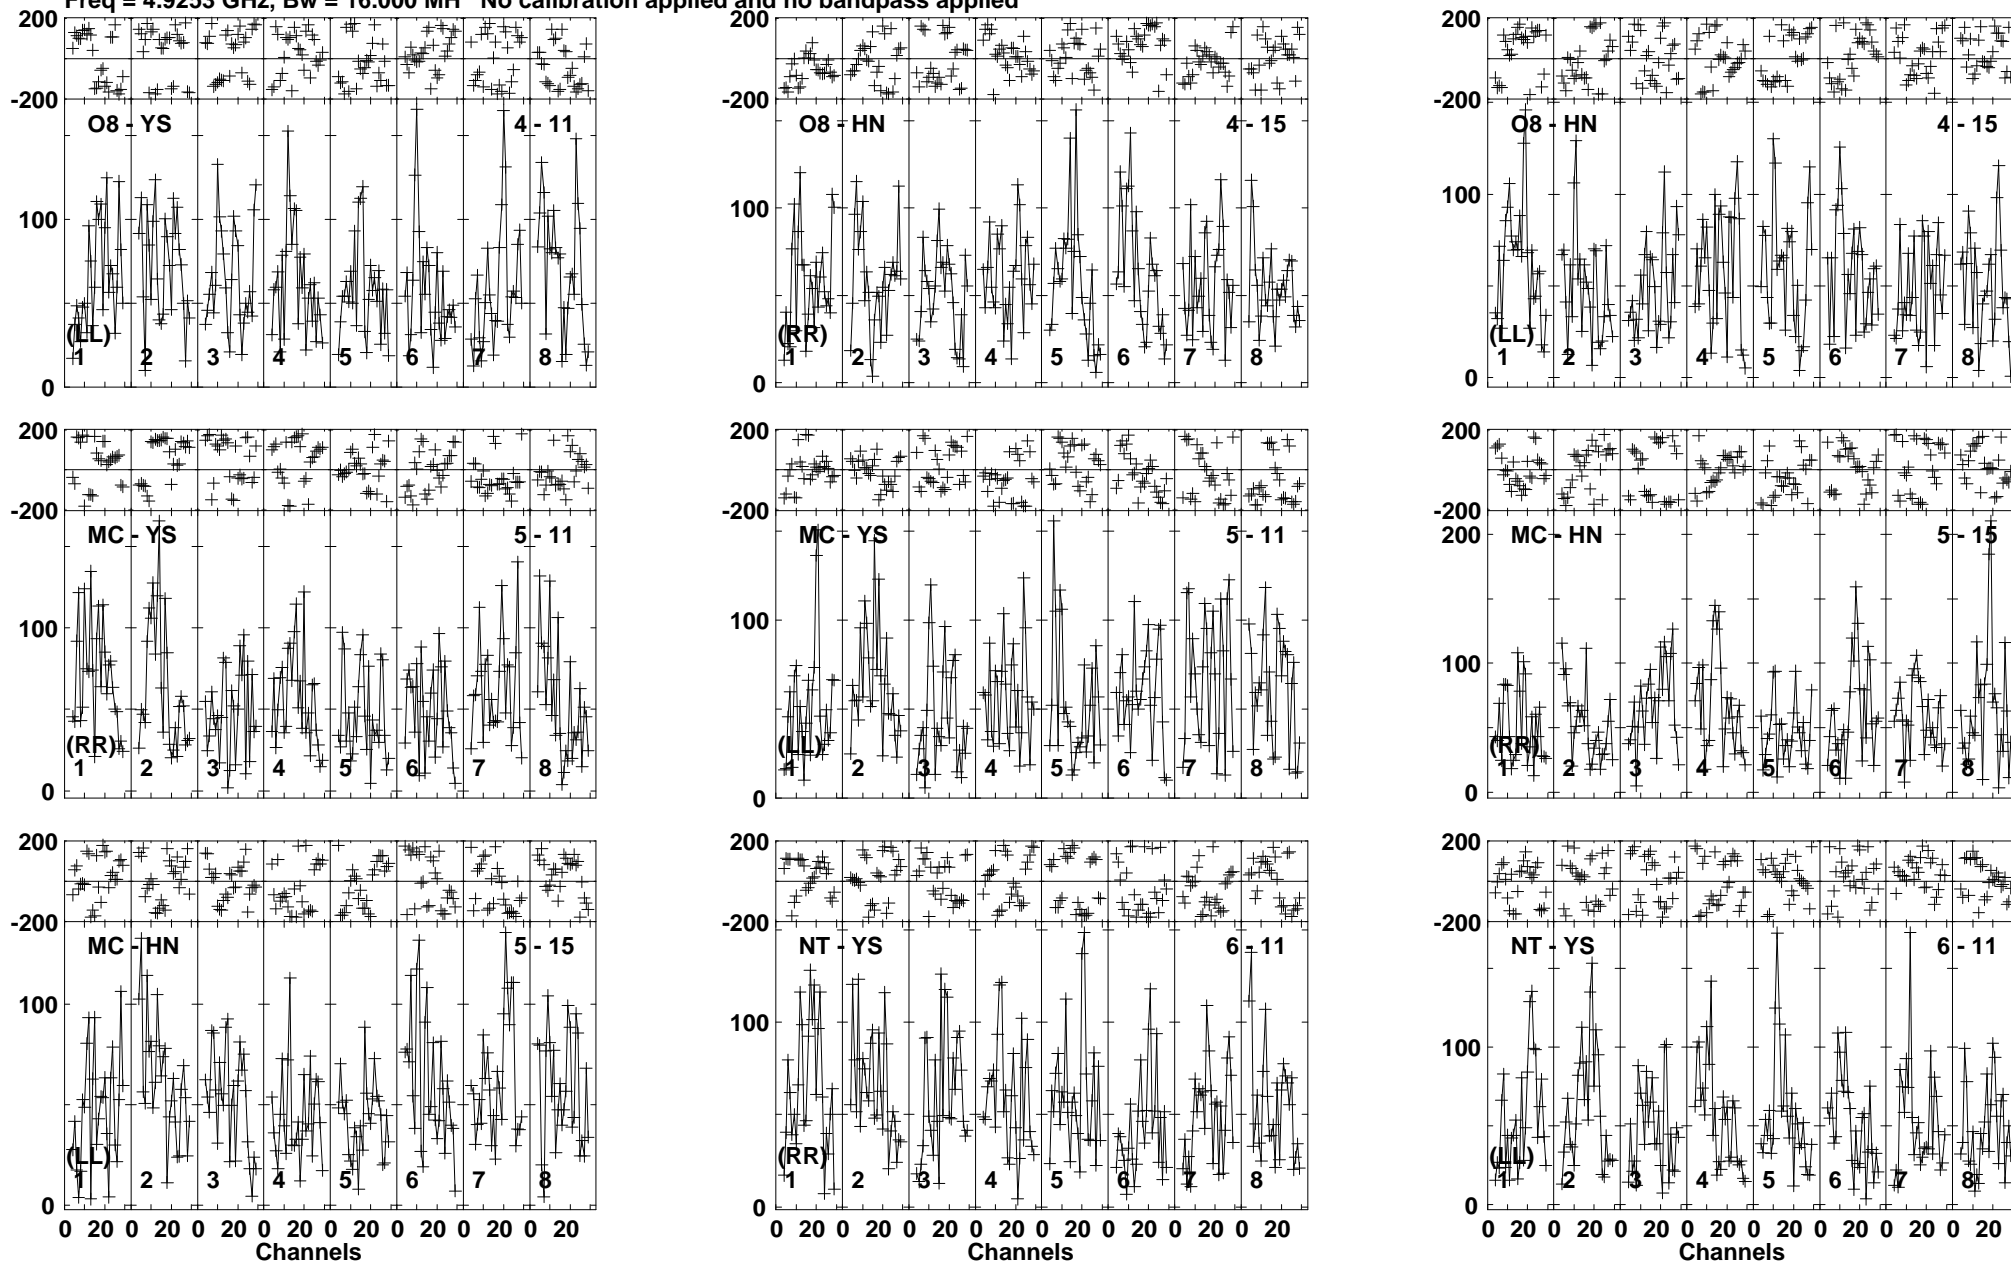 Freq = 4.9253 GHz, Bw = 16.000 MH No calibration applied and no bandpass applied
200 200 200
-200 -200 -200
O8 - YS 4 - 11 O8 - HN 4 - 15 O8 - HN 4 - 15
100 100 100
(LL) (RR) (LL)
1 2 3 4 5 6 7 8 1 2 3 4 5 6 7 8 1 2 3 4 5 6 7 8
0 0 0
200 200 200
-200 -200 -200
MC - YS 5 - 11 MC - YS 5 - 11 MC - HN 5 - 15
200
100 100 100
(RR) (LL) (RR)
1 2 3 4 5 6 7 8 1 2 3 4 5 6 7 8 1 2 3 4 5 6 7 8
0 0 0
200 200 200
-200 -200 -200
MC - HN 5 - 15 NT - YS 6 - 11 NT - YS 6 - 11
100 100 100
(LL) (RR) (LL)
1 2 3 4 5 6 7 8 1 2 3 4 5 6 7 8 1 2 3 4 5 6 7 8
0 0 0
0 20 0 20 0 20 0 20 0 20 0 20 0 20 0 20 0 20 0 20 0 20 0 20 0 20 0 20 0 20 0 20 0 20 0 20 0 20 0 20 0 20 0 20 0 20 0 20
Channels Channels Channels